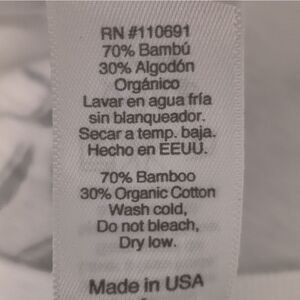 RN #110691
70% Bambú
30% Algodón
Orgánico
Lavar en agua fría
sin blanqueador.
Secar a temp. baja.
Hecho en EEUU.
70% Bamboo
30% Organic Cotton
Wash cold,
Do not bleach,
Dry low.
Made in USA